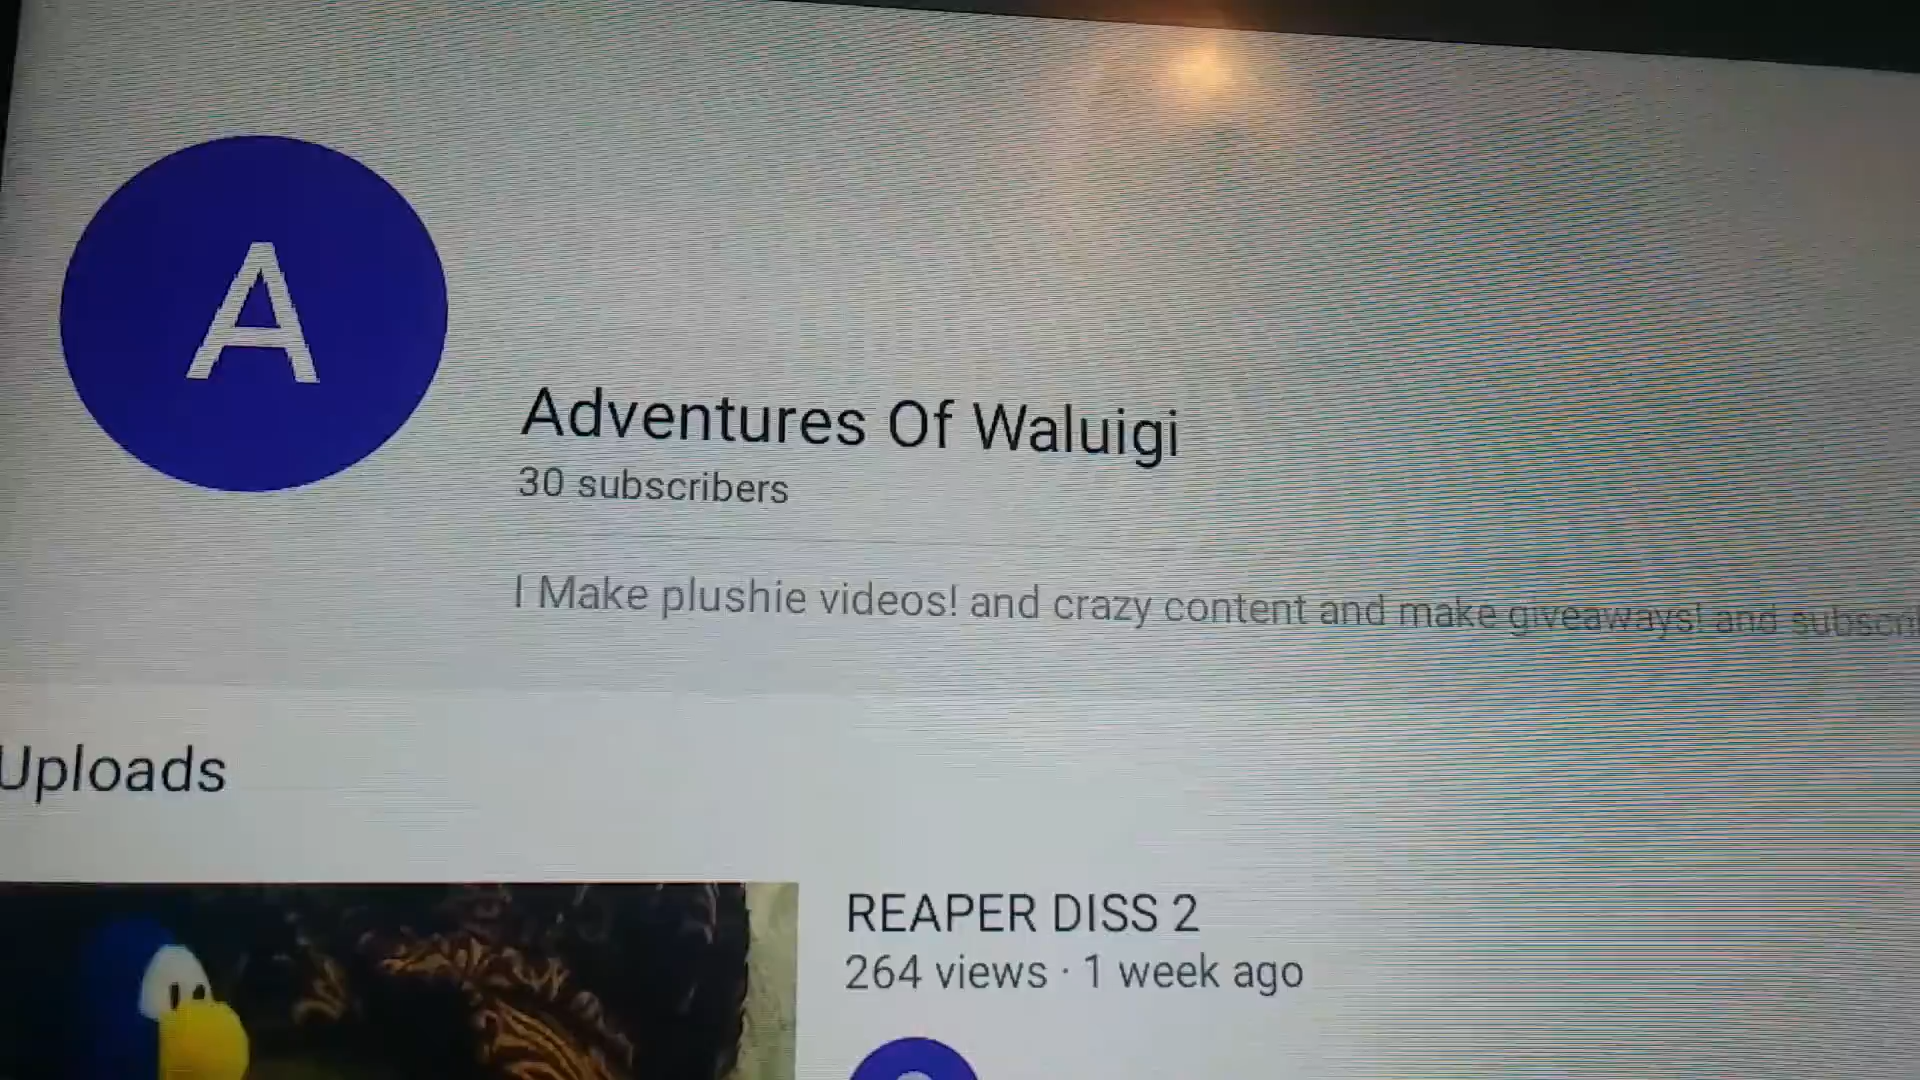 A
Adventures Of Waluigi
30 subscribers
I Make plushie videos! and crazy content and make giveaways! and
Uploads
REAPER DISS 2
264 views · 1 week ago